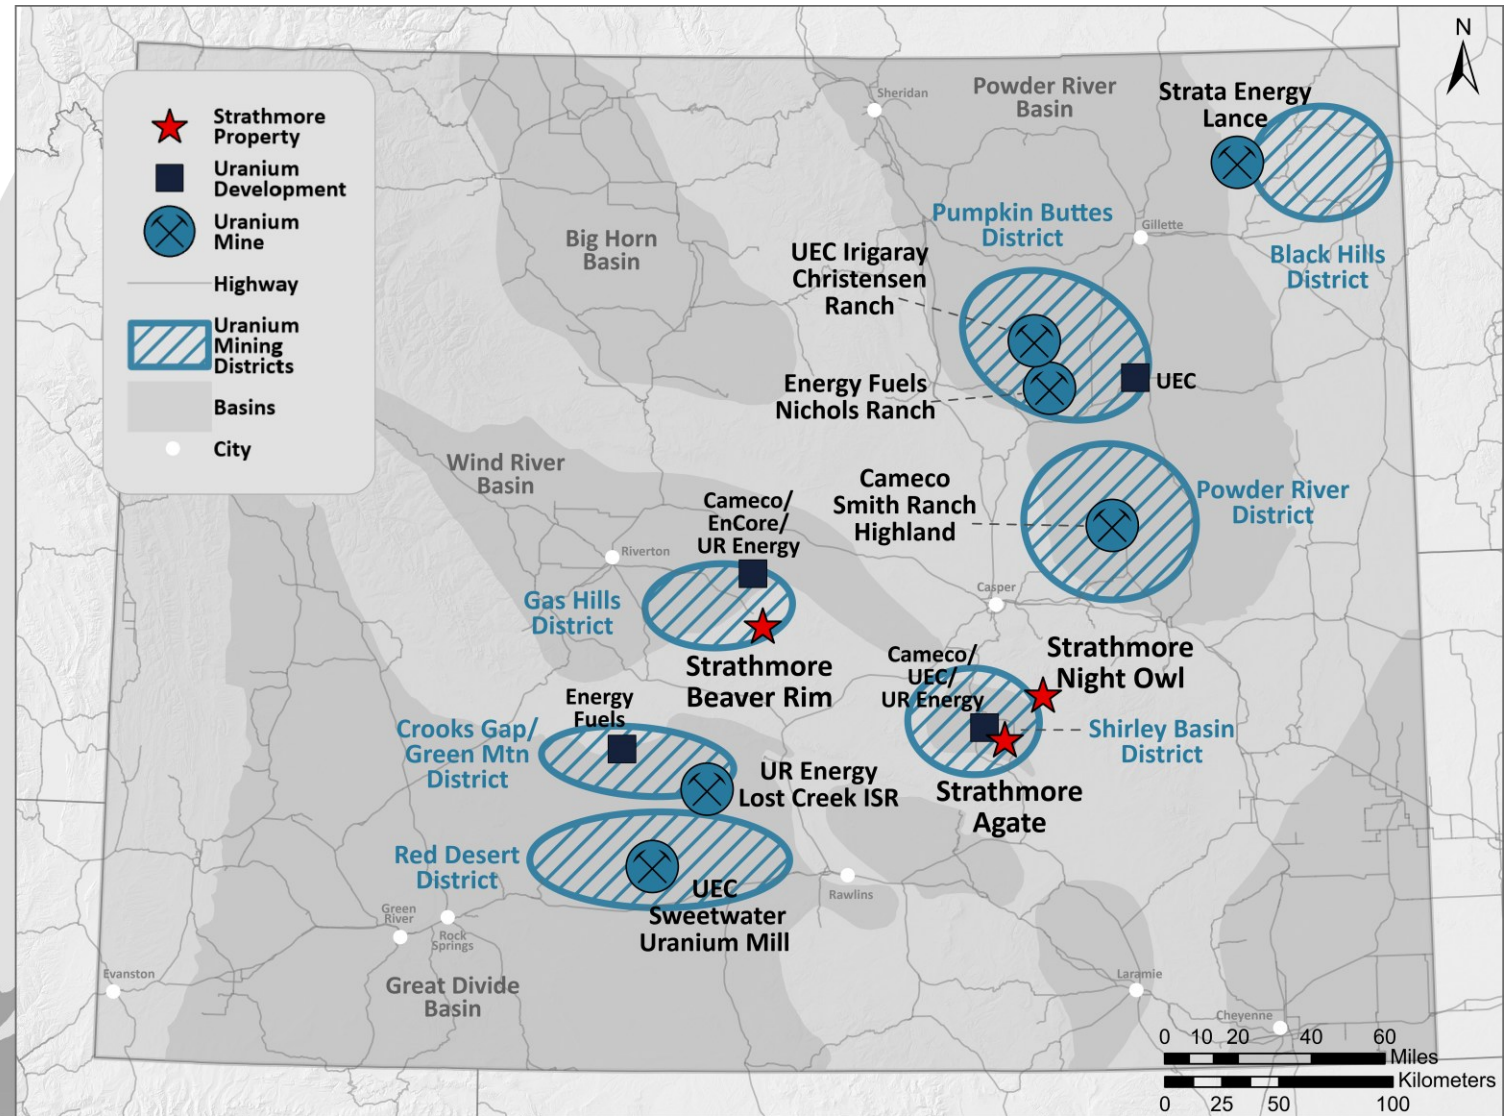 N
Strathmore
Property
Uranium
Development
Uranium
Mine
Highway
Uranium
Mining
Districts
Basins
City
Sheridan
Powder River
Basin
Strata Energy
Lance
Big Horn
Basin
Pumpkin Buttes
District
Gillette
Black Hills
District
UEC Irigaray
Christensen
Ranch
Energy Fuels
Nichols Ranch
UEC
Wind River
Basin
Cameco/
EnCore/
UR Energy
Cameco
Smith Ranch
Highland
Powder River
District
Riverton
Gas Hills
District
Casper
Strathmore
Beaver Rim
Cameco/
UEC/
UR Energy
Strathmore
Night Owl
Energy
Fuels
Crooks Gap/
Green Mtn
District
Shirley Basin
District
UR Energy
Lost Creek ISR
Strathmore
Agate
Red Desert
District
UEC
Sweetwater
Uranium Mill
Rawlins
Green
River
Rock
Springs
Evanston
Great Divide
Basin
Laramie
Cheyenne
0 10 20 40 60
Miles
Kilometers
0 25 50 100